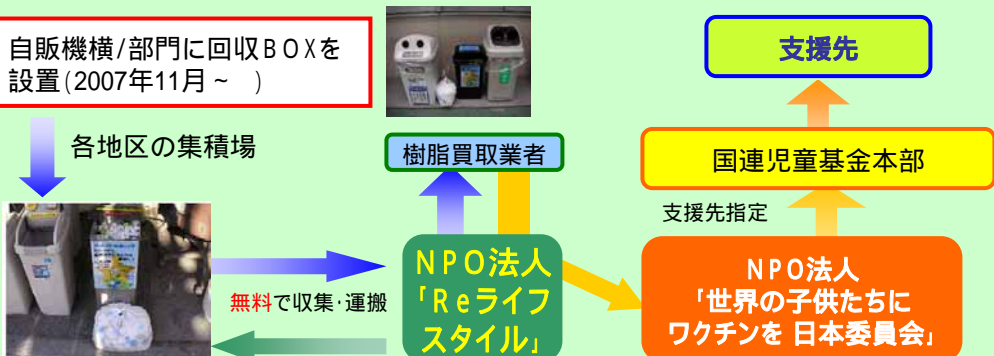 自販機横/部門に回収BOXを
設置(2007年11月~ )
支援先
各地区の集積場
樹脂買取業者
国連児童基金本部
支援先指定
NPO法人
「Reライフ
スタイル」
NPO法人
「世界の子供たちに
ワクチンを 日本委員会」
無料で収集・運搬